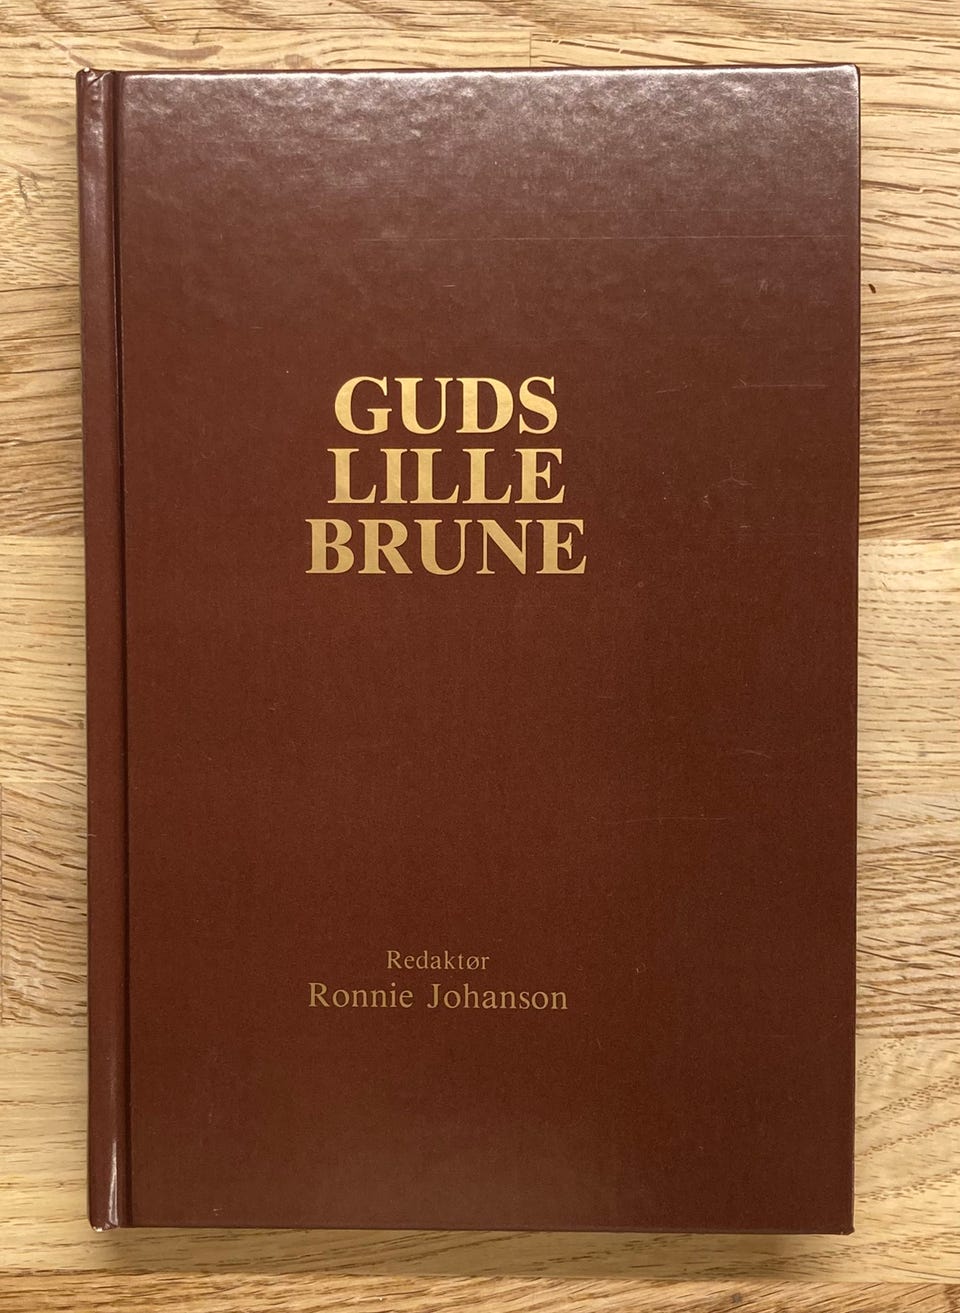 GUDS
LILLE
BRUNE
Redaktør
Ronnie Johanson